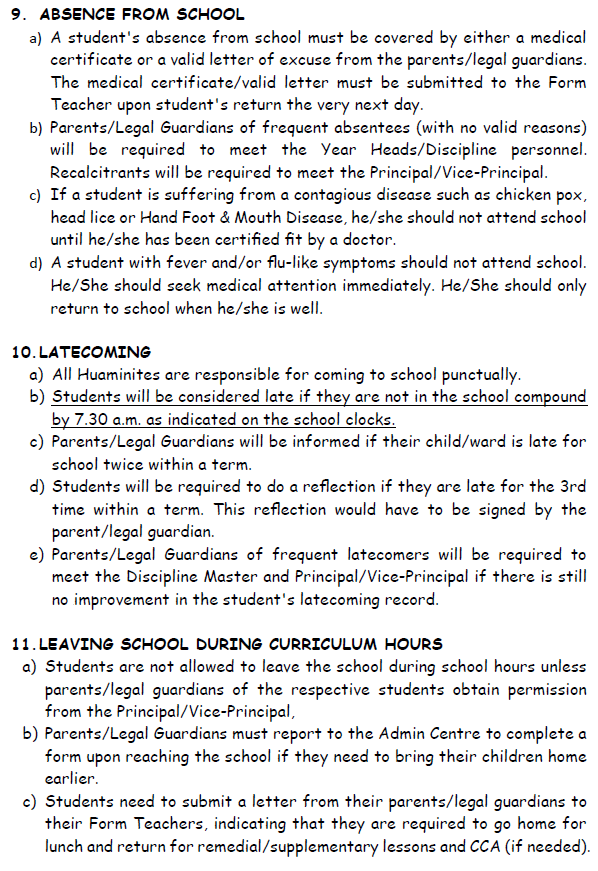 9. ABSENCE FROM SCHOOL
a) A student's absence from school must be covered by either a medical
certificate or a valid letter of excuse from the parents/legal guardians.
The medical certificate/valid letter must be submitted to the Form
Teacher upon student's return the very next day.
b) Parents/Legal Guardians of frequent absentees (with no valid reasons)
will be required to meet the Year Heads/Discipline personnel.
Recalcitrants will be required to meet the Principal/Vice-Principal.
c) If a student is suffering from a contagious disease such as chicken pox,
head lice or Hand Foot & Mouth Disease, he/she should not attend school
until he/she has been certified fit by a doctor.
d) A student with fever and/or flu-like symptoms should not attend school.
He/She should seek medical attention immediately. He/She should only
return to school when he/she is well.
10. LATECOMING
a) All Huaminites are responsible for coming to school punctually.
b) Students will be considered late if they are not in the school compound
by 7.30 a.m. as indicated on the school clocks.
c) Parents/Legal Guardians will be informed if their child/ward is late for
school twice within a term.
d) Students will be required to do a reflection if they are late for the 3rd
time within a term. This reflection would have to be signed by the
parent/legal guardian.
e) Parents/Legal Guardians of frequent latecomers will be required to
meet the Discipline Master and Principal/Vice-Principal if there is still
no improvement in the student's latecoming record.
11. LEAVING SCHOOL DURING CURRICULUM HOURS
a) Students are not allowed to leave the school during school hours unless
parents/legal guardians of the respective students obtain permission
from the Principal/Vice-Principal,
b) Parents/Legal Guardians must report to the Admin Centre to complete a
form upon reaching the school if they need to bring their children home
earlier.
c) Students need to submit a letter from their parents/legal guardians to
their Form Teachers, indicating that they are required to go home for
lunch and return for remedial/supplementary lessons and CCA (if needed).